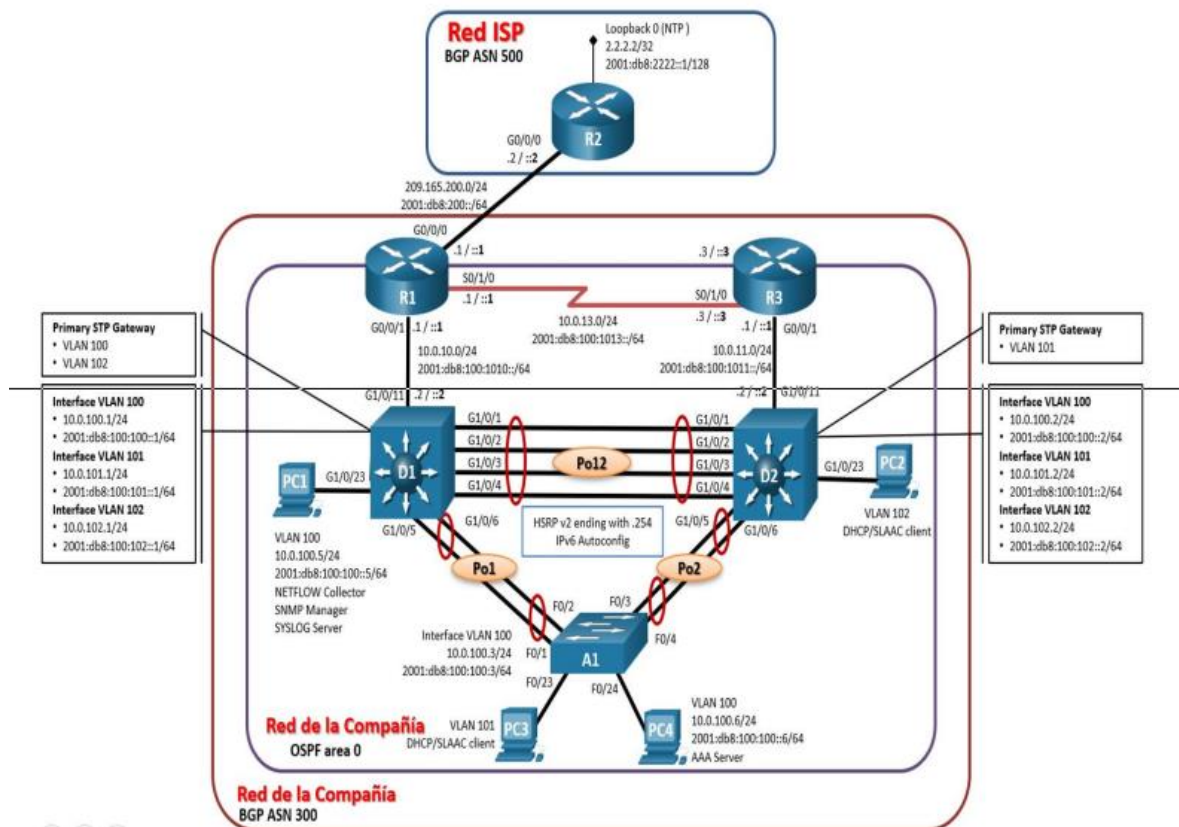 Red ISP
BGP ASN 500
Loopback 0 (NTP )
2.2.2.2/32
2001:db8:2222::1/128
R2
G0/0/0
.2 / ::2
209.165.200.0/24
2001:db8:200::/64
G0/0/0
.1 / ::1
R1
S0/1/0
.1 / ::1
.3 / ::3
R3
S0/1/0
.3 / ::3
10.0.13.0/24
2001:db8:100:1013::/64
G0/0/1
.1 / ::1
10.0.10.0/24
2001:db8:100:1010::/64
G1/0/11
.2 / ::2
.1 / ::1
G0/0/1
10.0.11.0/24
2001:db8:100:1011::/64
.2 / ::2
G1/0/11
Primary STP Gateway
• VLAN 100
• VLAN 102
Primary STP Gateway
• VLAN 101
Interface VLAN 100
• 10.0.100.1/24
• 2001:db8:100:100::1/64
Interface VLAN 101
• 10.0.101.1/24
• 2001:db8:100:101::1/64
Interface VLAN 102
• 10.0.102.1/24
• 2001:db8:100:102::1/64
Interface VLAN 100
• 10.0.100.2/24
• 2001:db8:100:100::2/64
Interface VLAN 101
• 10.0.101.2/24
• 2001:db8:100:101::2/64
Interface VLAN 102
• 10.0.102.2/24
• 2001:db8:100:102::2/64
D1
G1/0/1
G1/0/2
G1/0/3
G1/0/4
Po12
G1/0/1
G1/0/2
G1/0/3
G1/0/4
D2
PC1
G1/0/23
G1/0/23
PC2
VLAN 102
DHCP/SLAAC client
G1/0/5
G1/0/6
HSRP v2 ending with .254
IPv6 Autoconfig
G1/0/5
G1/0/6
VLAN 100
10.0.100.5/24
2001:db8:100:100::5/64
NETFLOW Collector
SNMP Manager
SYSLOG Server
Po1
Po2
F0/2
F0/1
F0/3
F0/4
A1
Interface VLAN 100
10.0.100.3/24
2001:db8:100:100:3/64
F0/23
F0/24
VLAN 101
DHCP/SLAAC client
PC3
PC4
VLAN 100
10.0.100.6/24
2001:db8:100:100::6/64
AAA Server
Red de la Compañía
OSPF area 0
Red de la Compañía
BGP ASN 300